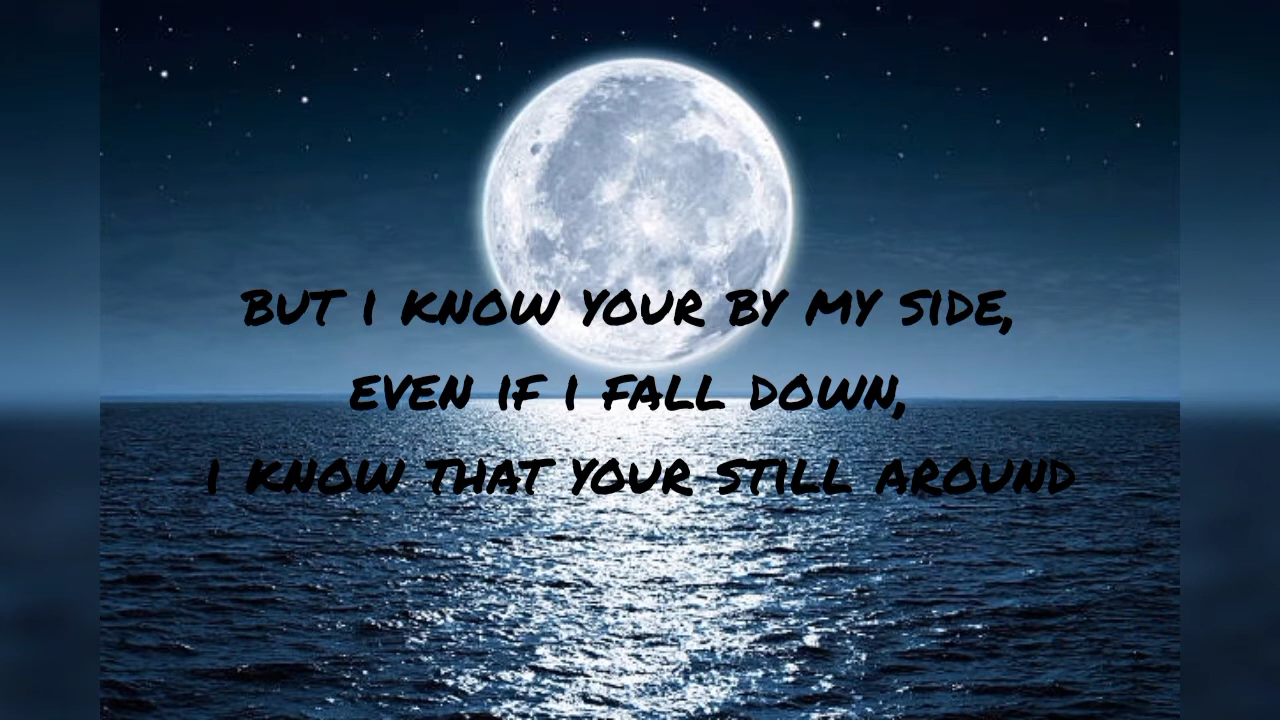 BUT I KNOW YOUR BY MY SIDE,
EVEN IF I FALL DOWN,
I KNOW THAT YOUR STILL AROUND